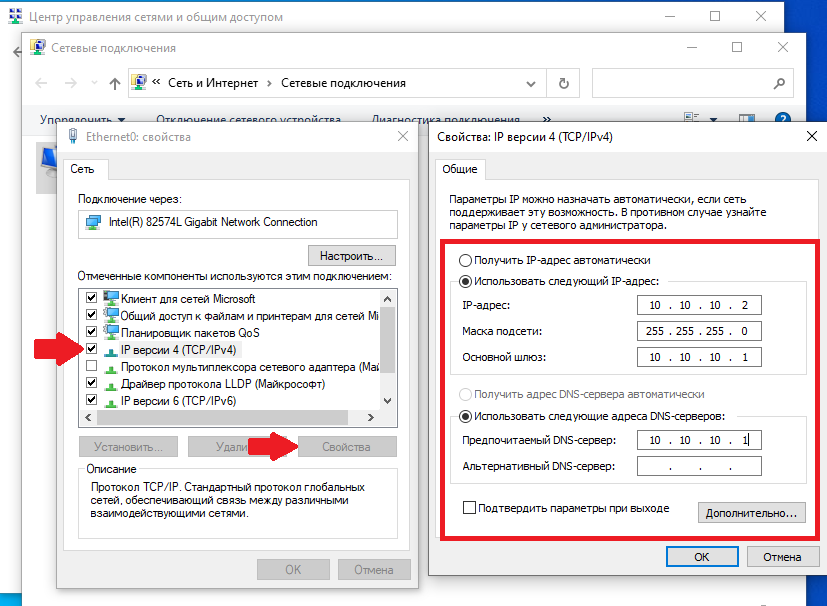 Центр управления сетями и общим доступом
Сетевые подключения
« Сеть и Интернет › Сетевые подключения
Упорядочить Отключение сетевого устройства Диагностика подключения »
Ethernet0: свойства
Сеть
Подключение через:
Intel(R) 82574L Gigabit Network Connection
Настроить...
Отмеченные компоненты используются этим подключением:
Клиент для сетей Microsoft
Общий доступ к файлам и принтерам для сетей Mi
Планировщик пакетов QoS
IP версии 4 (TCP/IPv4)
Протокол мультиплексора сетевого адаптера (Май
Драйвер протокола LLDP (Майкрософт)
IP версии 6 (TCP/IPv6)
Установить... Удали Свойства
Описание
Протокол TCP/IP. Стандартный протокол глобальных
сетей, обеспечивающий связь между различными
взаимодействующими сетями.
ОК Отмена
Свойства: IP версии 4 (TCP/IPv4)
Общие
Параметры IP можно назначать автоматически, если сеть
поддерживает эту возможность. В противном случае узнайте
параметры IP у сетевого администратора.
Получить IP-адрес автоматически
Использовать следующий IP-адрес:
IP-адрес: 10 . 10 . 10 . 2
Маска подсети: 255 . 255 . 255 . 0
Основной шлюз: 10 . 10 . 10 . 1
Получить адрес DNS-сервера автоматически
Использовать следующие адреса DNS-серверов:
Предпочитаемый DNS-сервер: 10 . 10 . 10 . 1
Альтернативный DNS-сервер: . . .
Подтвердить параметры при выходе
Дополнительно...
ОК Отмена